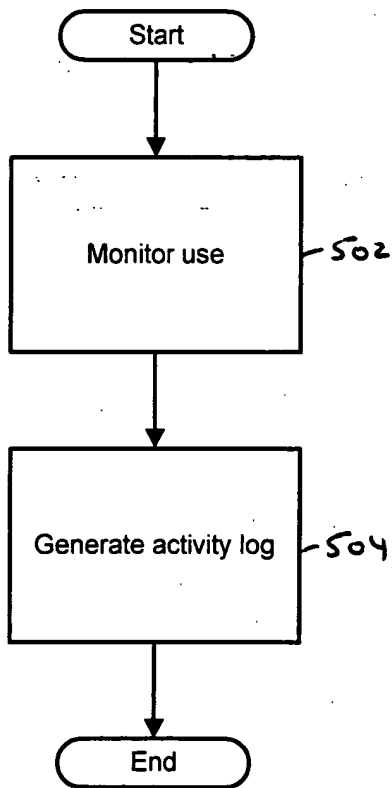 Start
Monitor use
502
Generate activity log
504
End